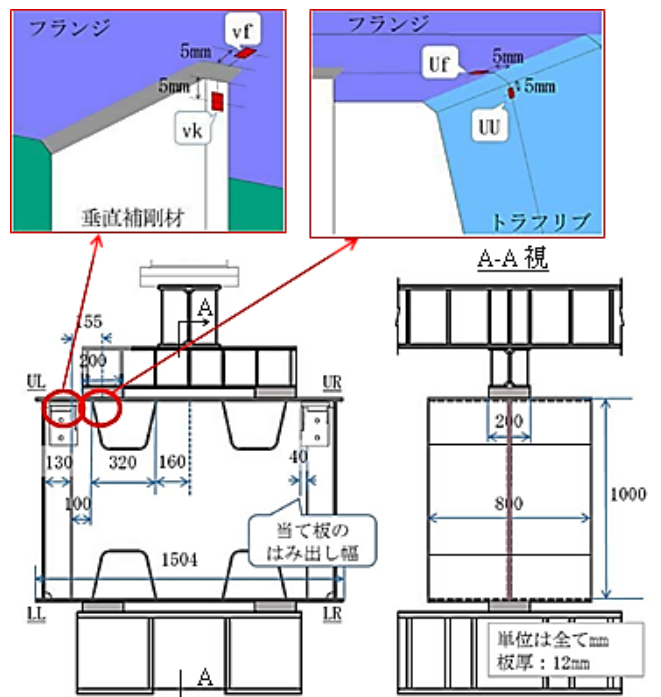 フランジ
vf
5mm
5mm
vk
垂直補剛材
フランジ
Uf
5mm
5mm
UU
トラフリブ
A-A 視
A
155
200
UL
UR
130
320
160
40
100
当て板の
はみ出し幅
1504
LL
LR
A
200
800
1000
単位は全てmm
板厚：12mm